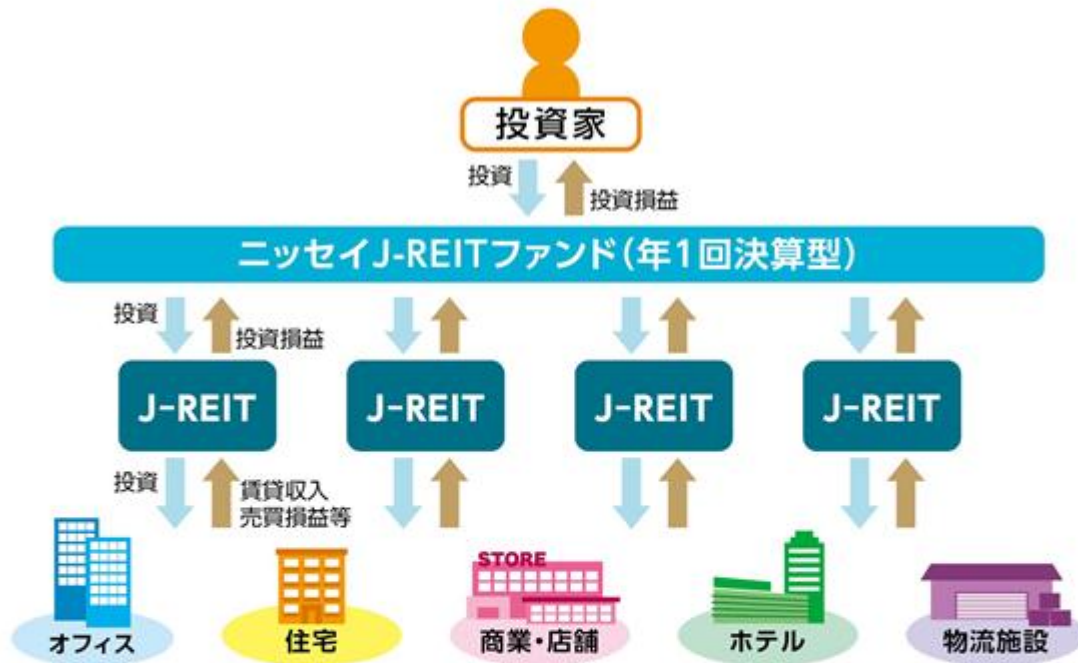 投資家
投資
投資損益
ニッセイJ-REITファンド(年1回決算型)
投資
投資損益
J-REIT
J-REIT
J-REIT
J-REIT
投資
賃貸収入
売買損益等
STORE
オフィス
住宅
商業・店舗
ホテル
物流施設